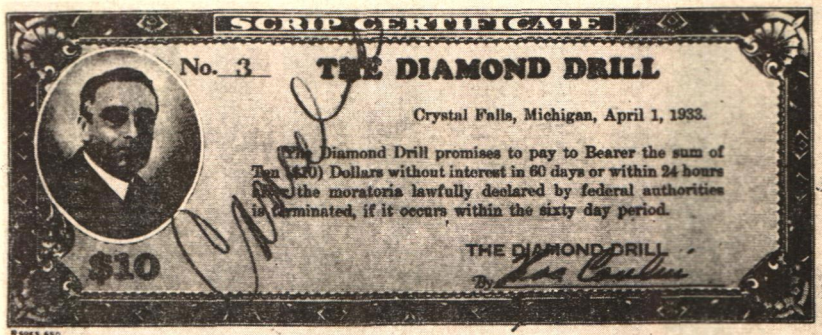 SCRIP CERTIFICATE
No. 3 THE DIAMOND DRILL
Crystal Falls, Michigan, April 1, 1933.
The Diamond Drill promises to pay to Bearer the sum of
Ten ($10) Dollars without interest in 60 days or within 24 hours
after the moratoria lawfully declared by federal authorities
is terminated, if it occurs within the sixty day period.
THE DIAMOND DRILL
By
$10